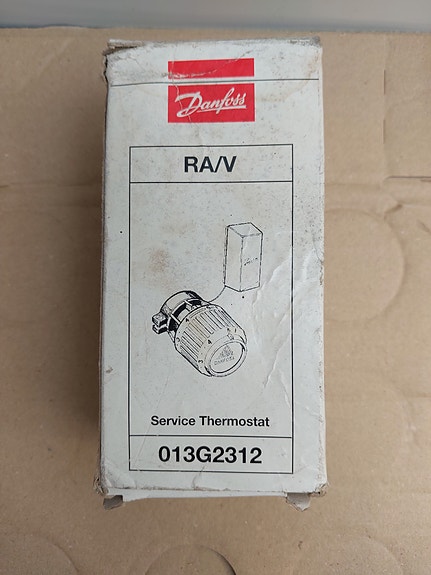 Danfoss
RA/V
Service Thermostat
013G2312